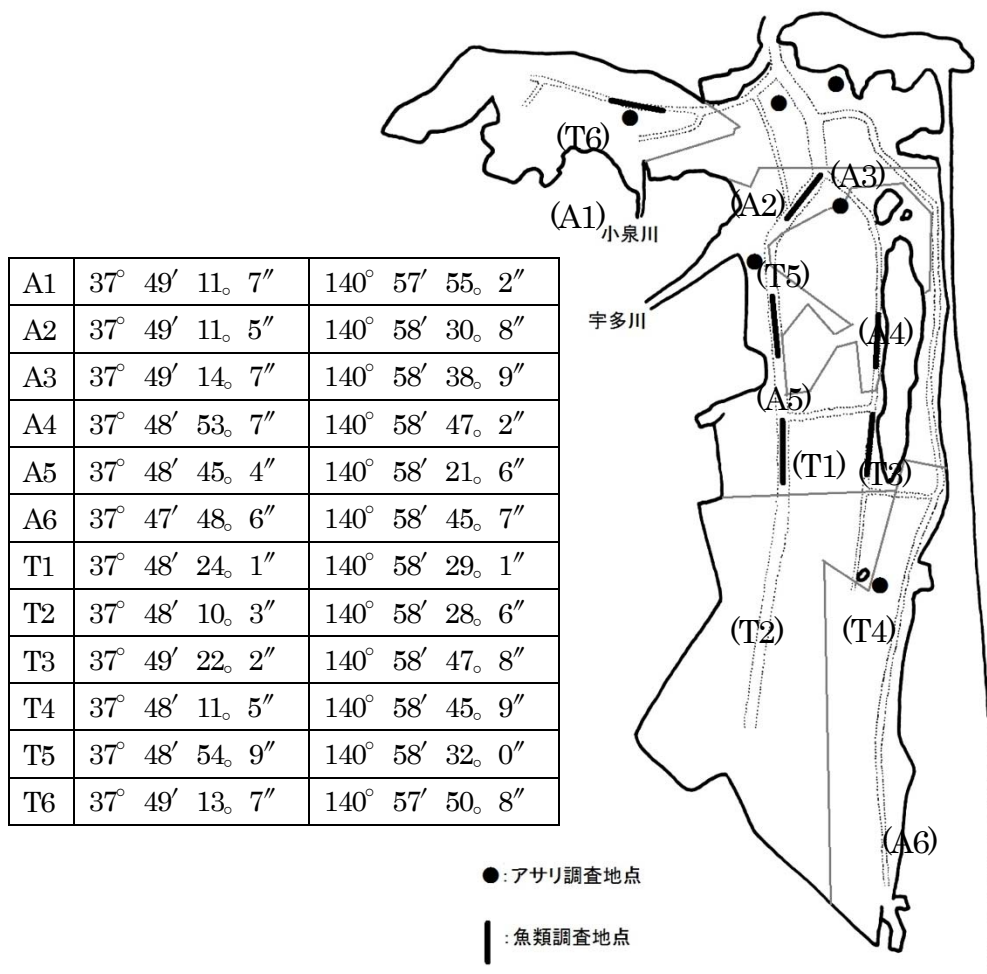 (T6)
(A3)
(A1)
(A2)
小泉川
(T5)
宇多川
(A4)
(A5)
(T1)
(T3)
(T2)
(T4)
(A6)
A1 37° 49′ 11。7″ 140° 57′ 55。2″
A2 37° 49′ 11。5″ 140° 58′ 30。8″
A3 37° 49′ 14。7″ 140° 58′ 38。9″
A4 37° 48′ 53。7″ 140° 58′ 47。2″
A5 37° 48′ 45。4″ 140° 58′ 21。6″
A6 37° 47′ 48。6″ 140° 58′ 45。7″
T1 37° 48′ 24。1″ 140° 58′ 29。1″
T2 37° 48′ 10。3″ 140° 58′ 28。6″
T3 37° 49′ 22。2″ 140° 58′ 47。8″
T4 37° 48′ 11。5″ 140° 58′ 45。9″
T5 37° 48′ 54。9″ 140° 58′ 32。0″
T6 37° 49′ 13。7″ 140° 57′ 50。8″
●:アサリ調査地点
:魚類調査地点